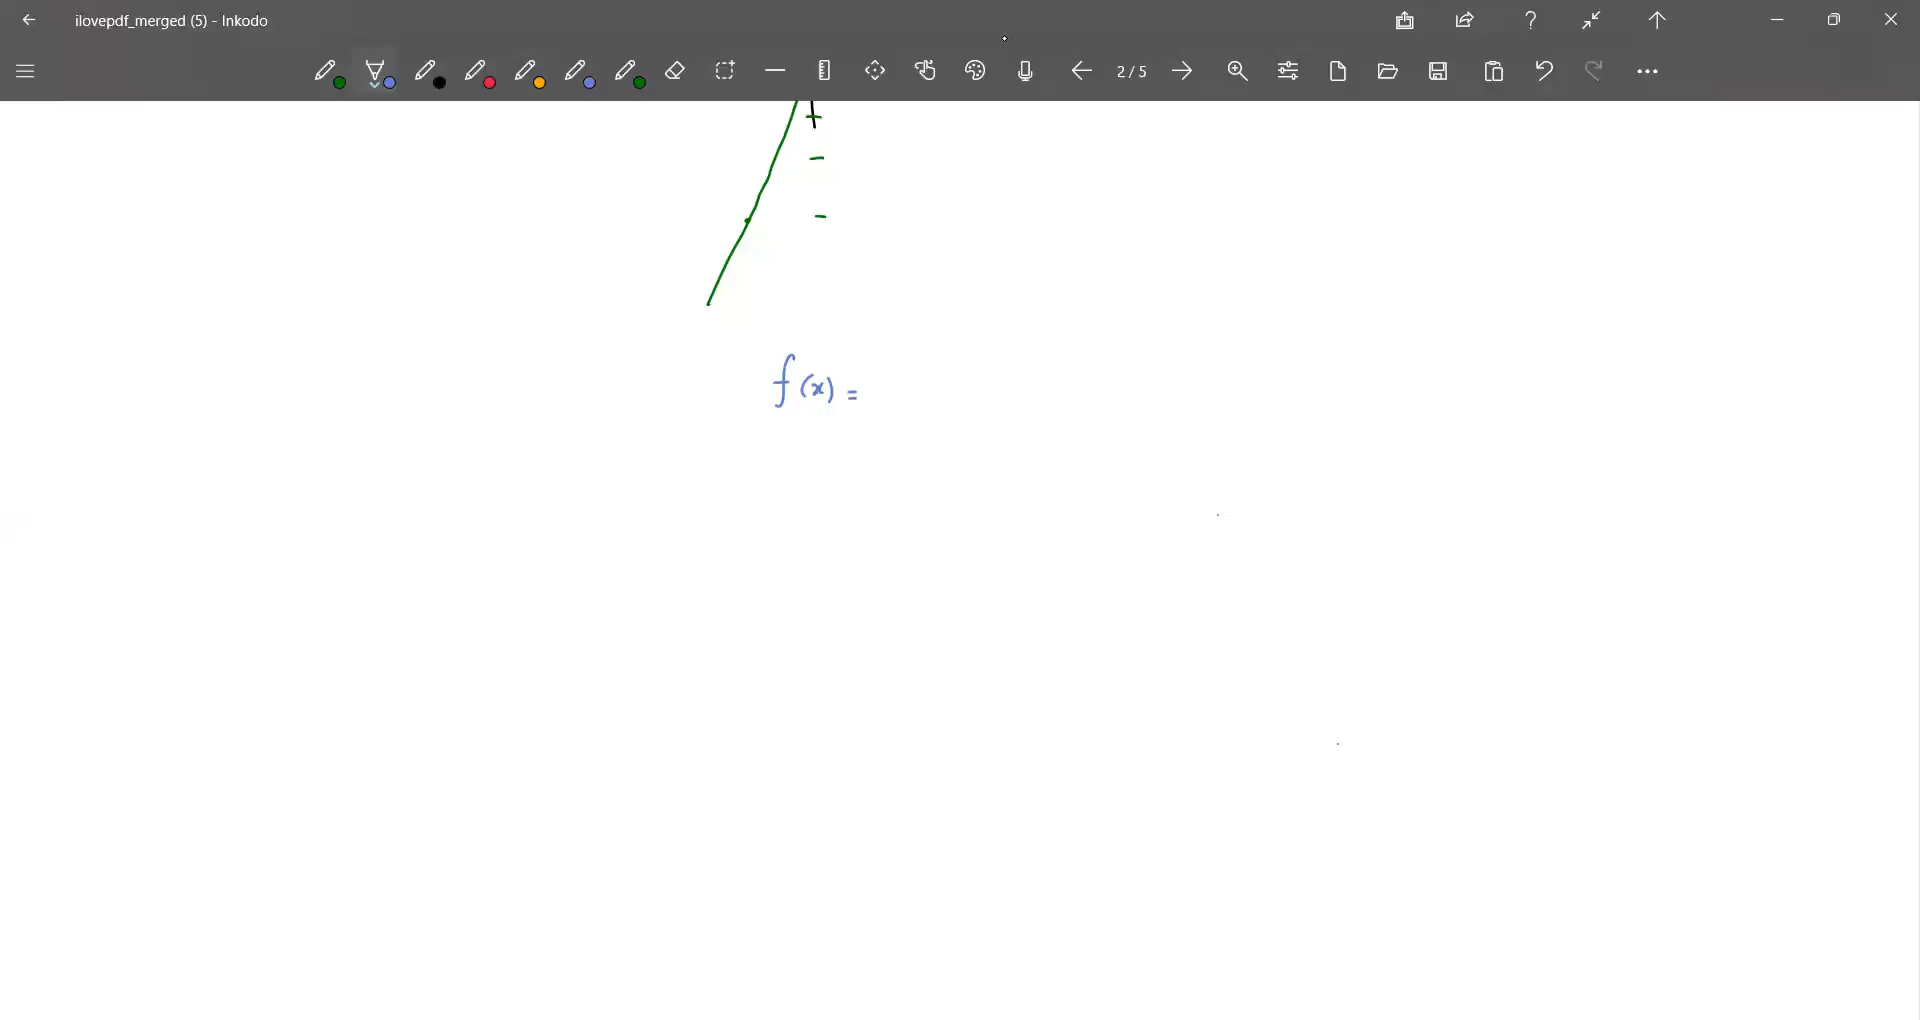 ilovepdf_merged (5) - Inkodo
2 / 5
f(x) =